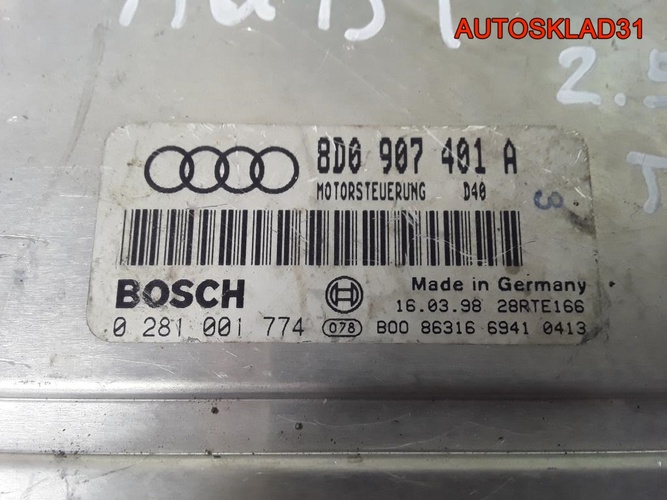 AUTOSKLAD31
8D0 907 401 A
MOTORSTEUERUNG D40
8
BOSCH
Made in Germany
16.03.98 28RTE166
0 281 001 774 078 B00 86316 6941 0413